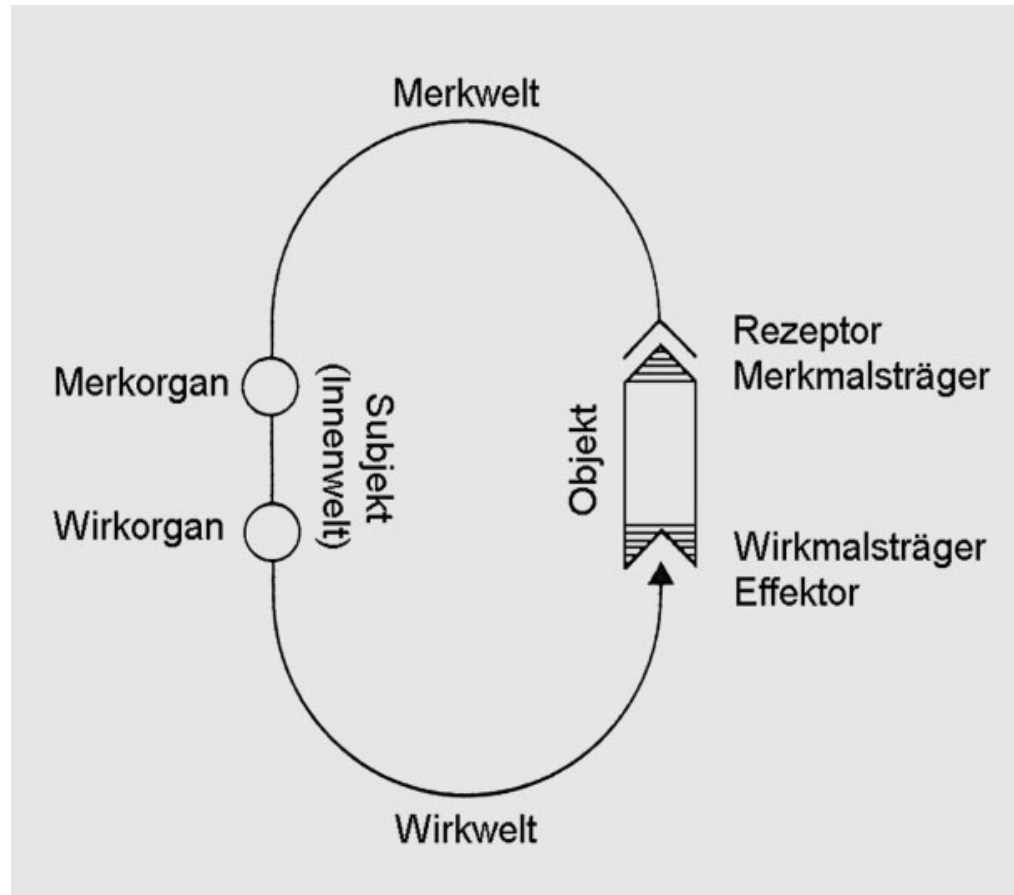 Merkwelt
Rezeptor
Merkmalsträger
Merkorgan
Subjekt
(Innenwelt)
Objekt
Wirkorgan
Wirkmalsträger
Effektor
Wirkwelt